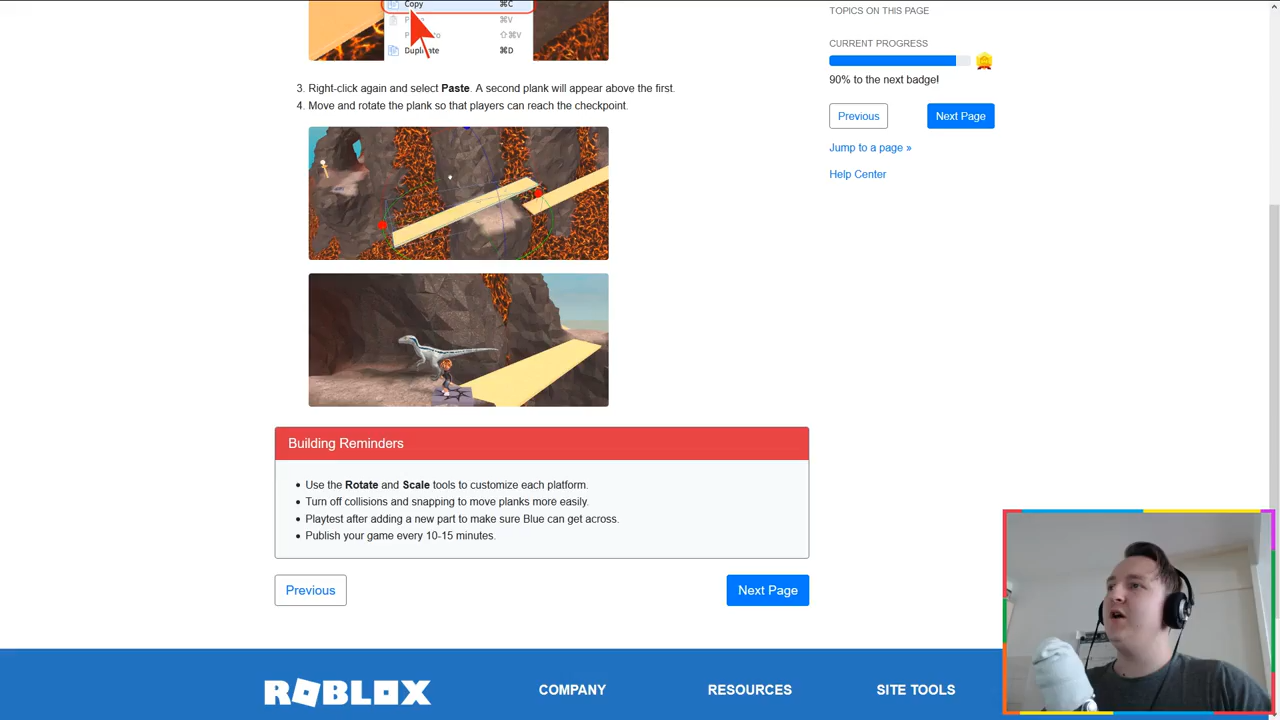 Copy ⌘C
⌘V
⇧⌘V
Duplicate ⌘D
3. Right-click again and select Paste. A second plank will appear above the first.
4. Move and rotate the plank so that players can reach the checkpoint.
Building Reminders
• Use the Rotate and Scale tools to customize each platform.
• Turn off collisions and snapping to move planks more easily.
• Playtest after adding a new part to make sure Blue can get across.
• Publish your game every 10-15 minutes.
Previous
Next Page
TOPICS ON THIS PAGE
CURRENT PROGRESS
90% to the next badge!
Previous
Next Page
Jump to a page »
Help Center
ROBLOX
COMPANY
RESOURCES
SITE TOOLS